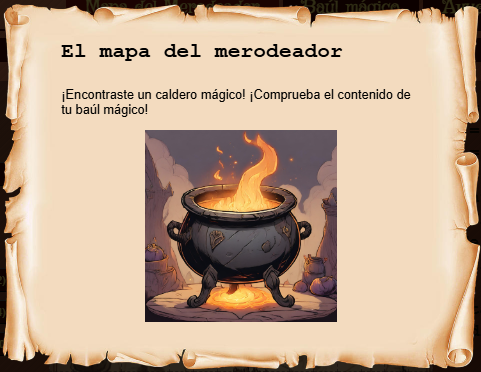 El mapa del merodeador
¡Encontraste un caldero mágico! ¡Comprueba el contenido de
tu baúl mágico!